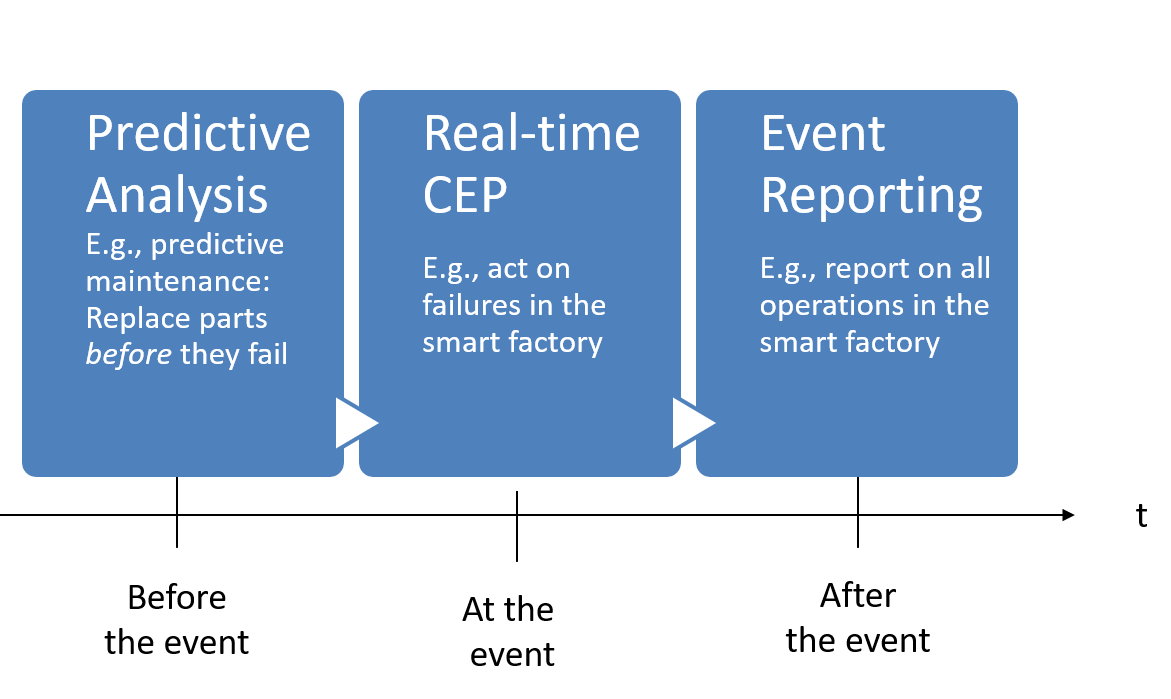 Predictive
Analysis
E.g., predictive
maintenance:
Replace parts
before they fail
Real-time
CEP
E.g., act on
failures in the
smart factory
Event
Reporting
E.g., report on all
operations in the
smart factory
t
Before
the event
At the
event
After
the event